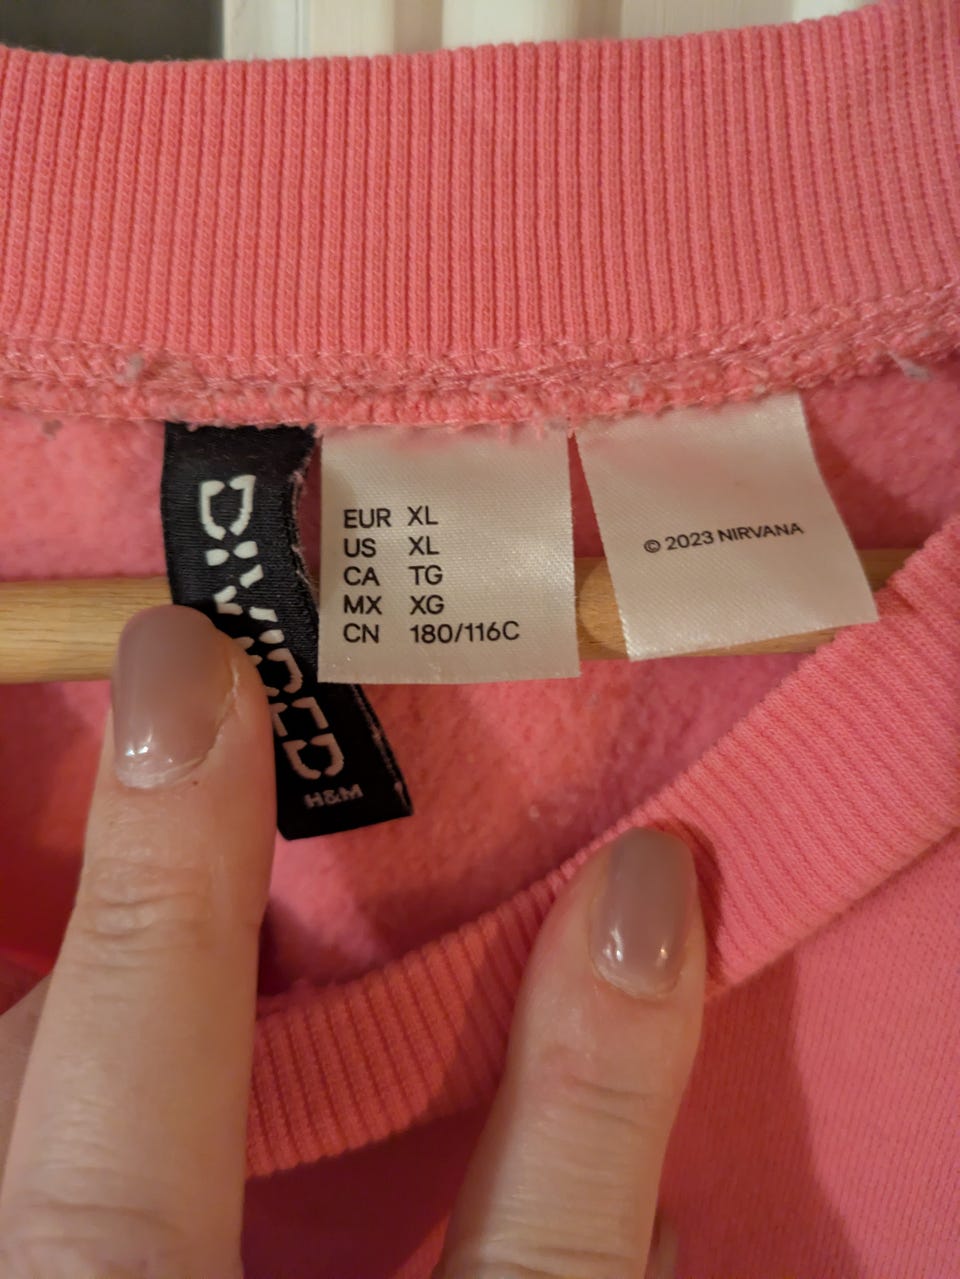 DIVIDED
H&M
EUR XL
US XL
CA TG
MX XG
CN 180/116C
© 2023 NIRVANA